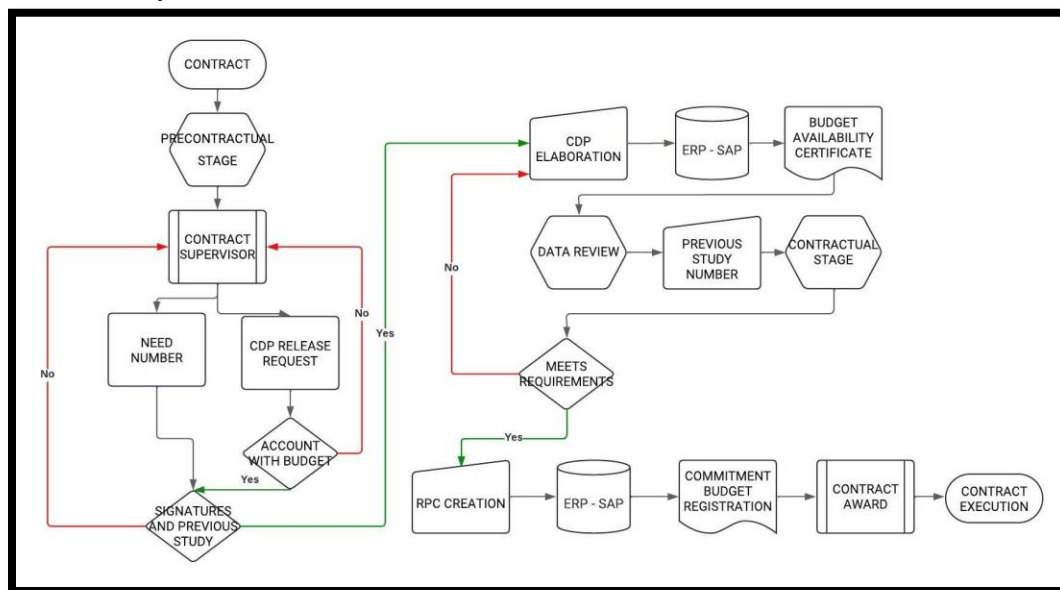 CONTRACT
PRECONTRACTUAL
STAGE
CONTRACT
SUPERVISOR
NEED
NUMBER
CDP RELEASE
REQUEST
No
Yes
No
ACCOUNT
WITH BUDGET
Yes
SIGNATURES
AND PREVIOUS
STUDY
CDP
ELABORATION
ERP - SAP
BUDGET
AVAILABILITY
CERTIFICATE
DATA REVIEW
PREVIOUS
STUDY
NUMBER
CONTRACTUAL
STAGE
No
MEETS
REQUIREMENTS
Yes
RPC CREATION
ERP - SAP
COMMITMENT
BUDGET
REGISTRATION
CONTRACT
AWARD
CONTRACT
EXECUTION